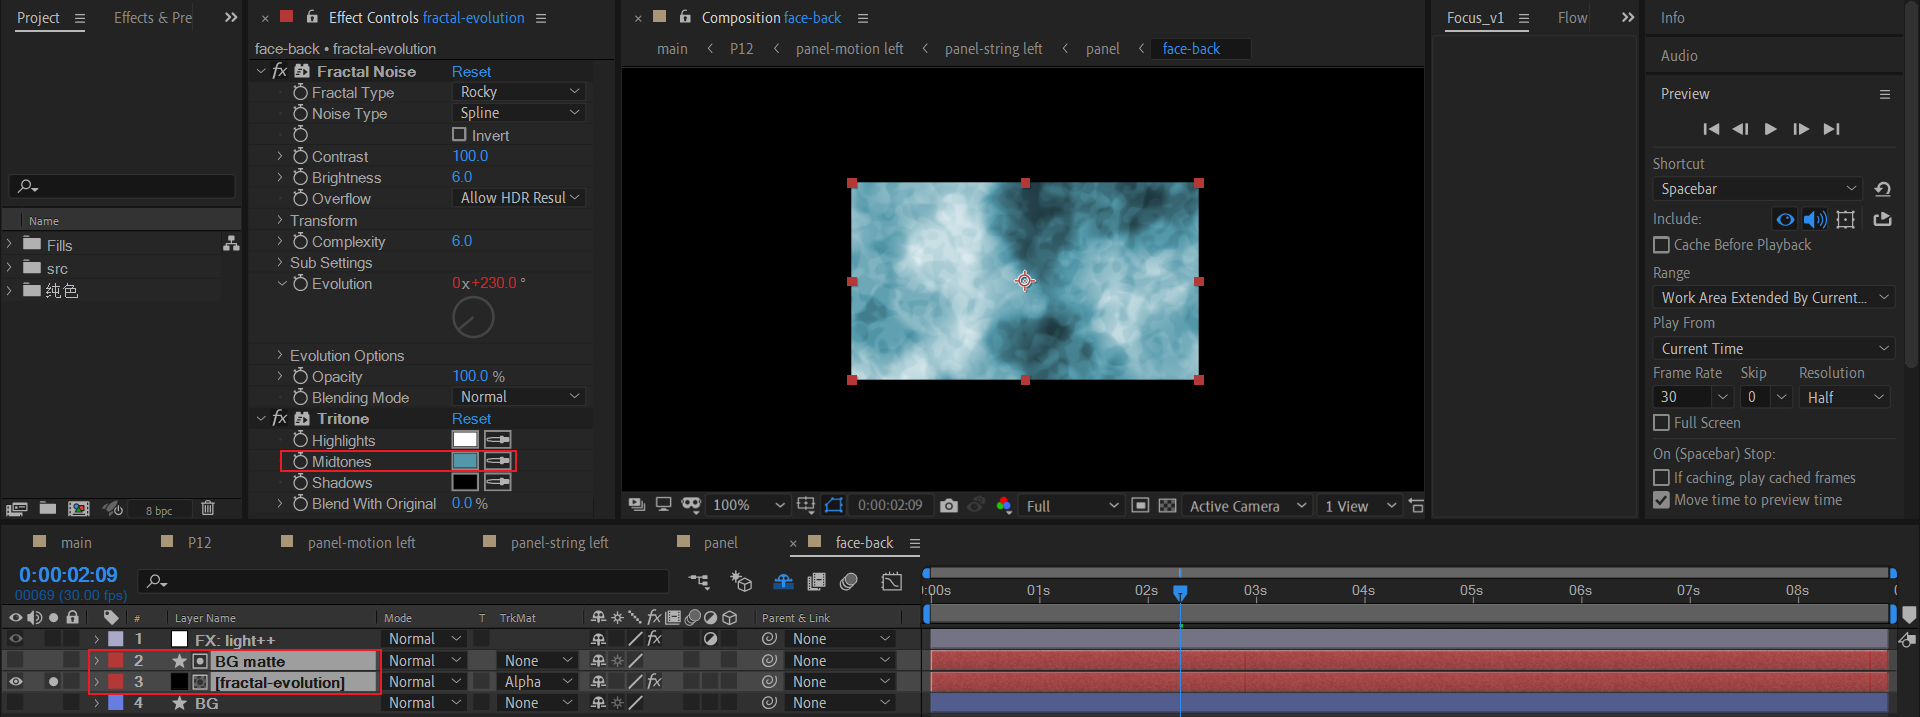 Project
Effects & Pre
Effect Controls fractal-evolution
Composition face-back
Focus_v1
Flow
Info
face-back • fractal-evolution
main
P12
panel-motion left
panel-string left
panel
face-back
Audio
Preview
fx Fractal Noise Reset
Fractal Type Rocky
Noise Type Spline
Invert
Contrast 100.0
Brightness 6.0
Overflow Allow HDR Resul
Transform
Complexity 6.0
Sub Settings
Evolution 0x+230.0 °
Evolution Options
Opacity 100.0 %
Blending Mode Normal
fx Tritone Reset
Highlights
Midtones
Shadows
Blend With Original 0.0 %
Name
Fills
src
纯色
8 bpc
100%
0:00:02:09
Full
Active Camera
1 View
Shortcut
Spacebar
Include:
Cache Before Playback
Range
Work Area Extended By Current...
Play From
Current Time
Frame Rate Skip Resolution
30 0 Half
Full Screen
On (Spacebar) Stop:
If caching, play cached frames
Move time to preview time
main
P12
panel-motion left
panel-string left
panel
face-back
0:00:02:09
00069 (30.00 fps)
:00s 01s 02s 03s 04s 05s 06s 07s 08s
# Layer Name Mode T TrkMat fx Parent & Link
1 FX: light++ Normal fx None
2 BG matte Normal None None
3 [fractal-evolution] Normal Alpha fx None
4 BG Normal None None